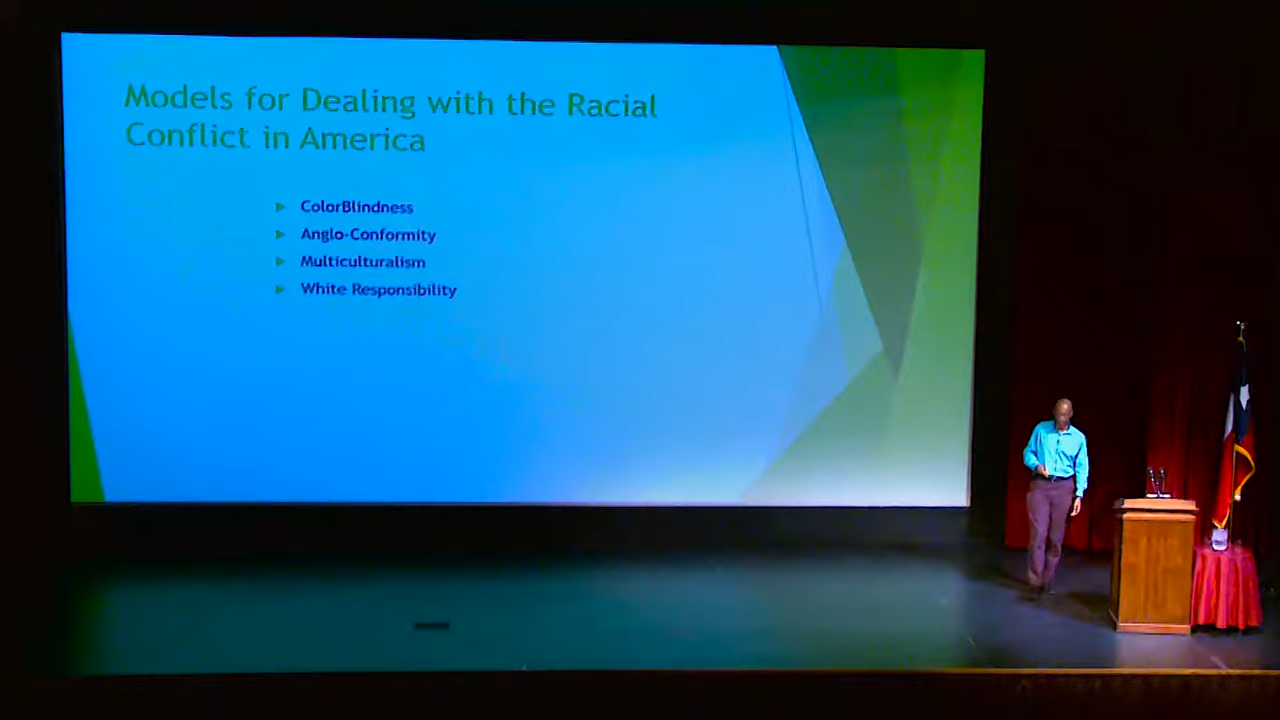 Models for Dealing with the Racial
Conflict in America
ColorBlindness
Anglo-Conformity
Multiculturalism
White Responsibility